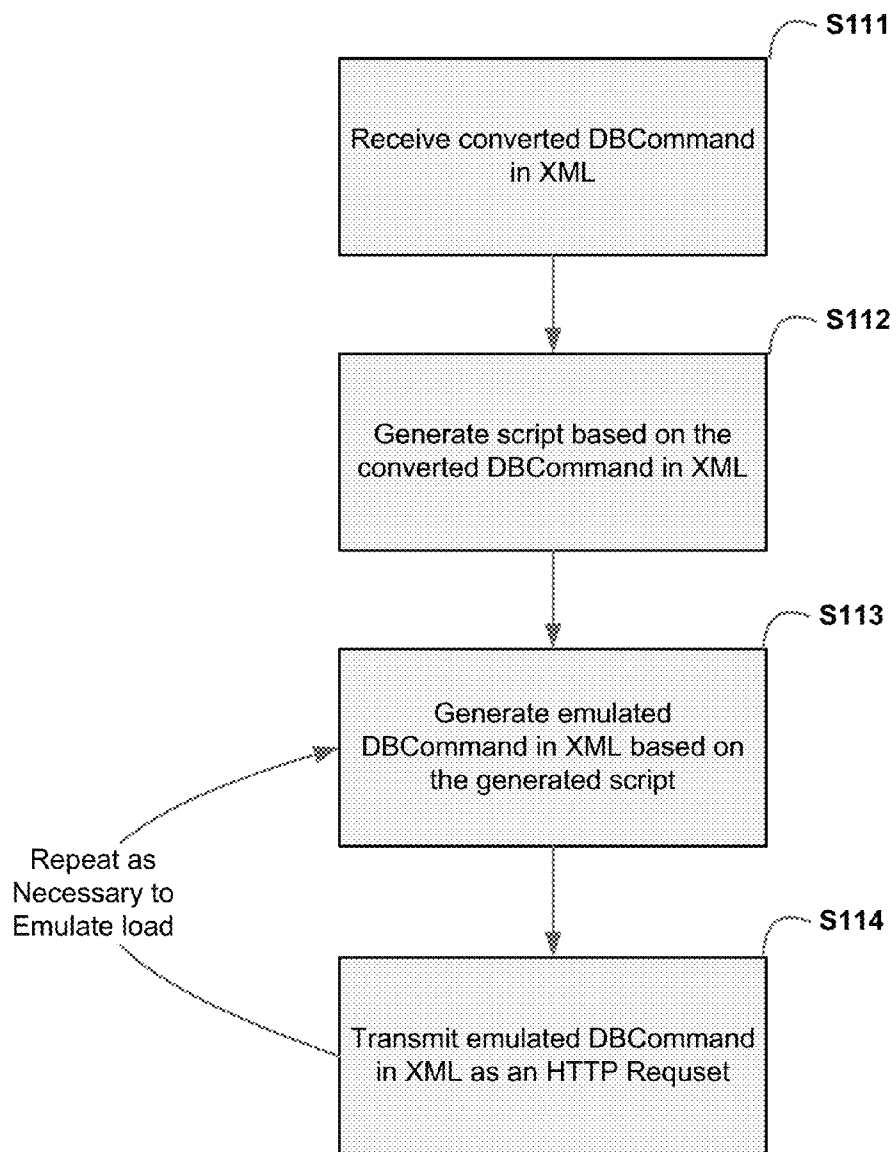 S111
Receive converted DBCommand
in XML
S112
Generate script based on the
converted DBCommand in XML
S113
Generate emulated
DBCommand in XML based on
the generated script
Repeat as
Necessary to
Emulate load
S114
Transmit emulated DBCommand
in XML as an HTTP Requset